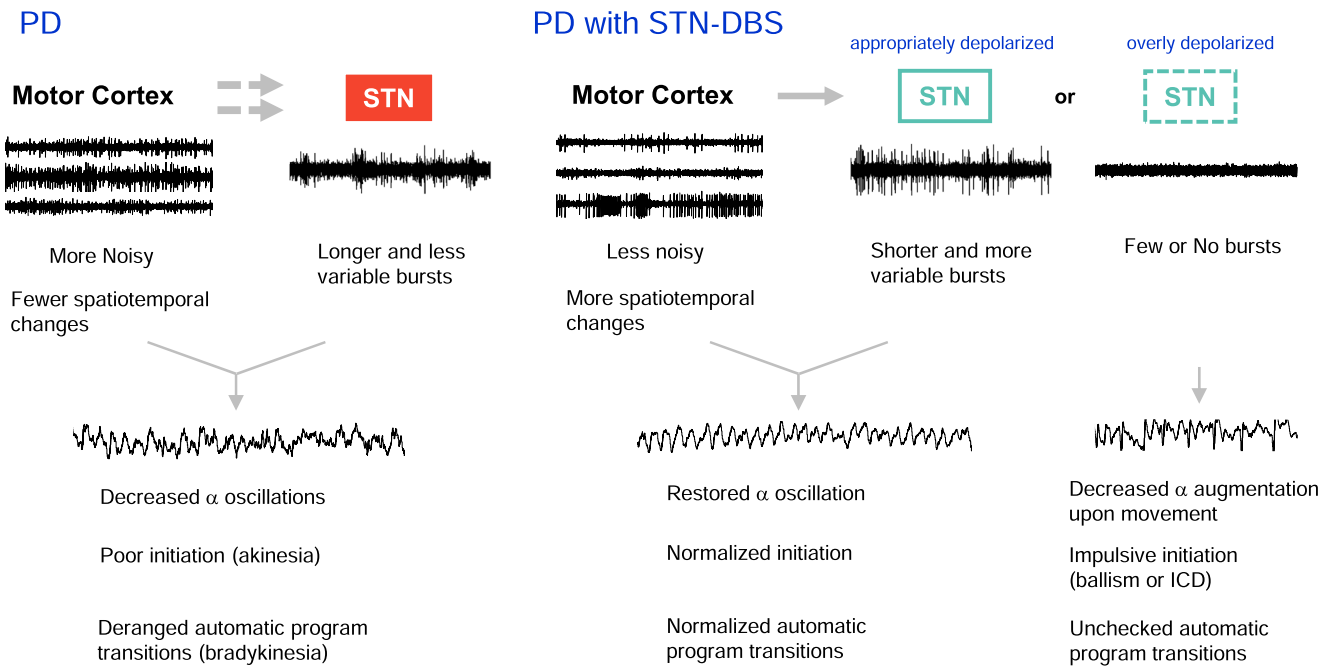 PD
Motor Cortex
STN
More Noisy
Fewer spatiotemporal
changes
Longer and less
variable bursts
Decreased α oscillations
Poor initiation (akinesia)
Deranged automatic program
transitions (bradykinesia)
PD with STN-DBS
Motor Cortex
appropriately depolarized
STN
or
overly depolarized
STN
Less noisy
More spatiotemporal
changes
Shorter and more
variable bursts
Few or No bursts
Restored α oscillation
Normalized initiation
Normalized automatic
program transitions
Decreased α augmentation
upon movement
Impulsive initiation
(ballism or ICD)
Unchecked automatic
program transitions